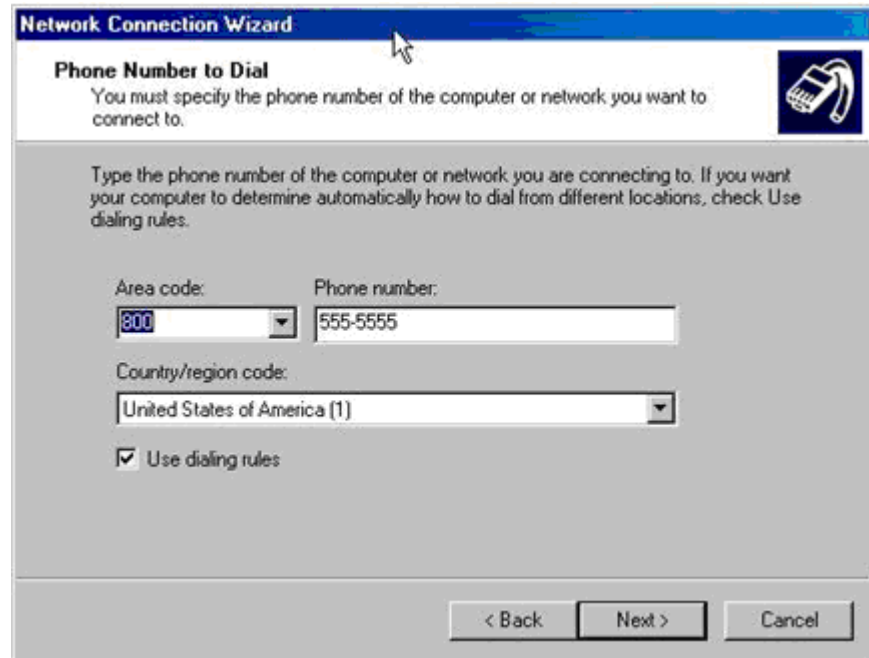 Network Connection Wizard
Phone Number to Dial
You must specify the phone number of the computer or network you want to
connect to.
Type the phone number of the computer or network you are connecting to. If you want
your computer to determine automatically how to dial from different locations, check Use
dialing rules.
Area code: Phone number:
800 555-5555
Country/region code:
United States of America (1)
Use dialing rules
< Back Next > Cancel